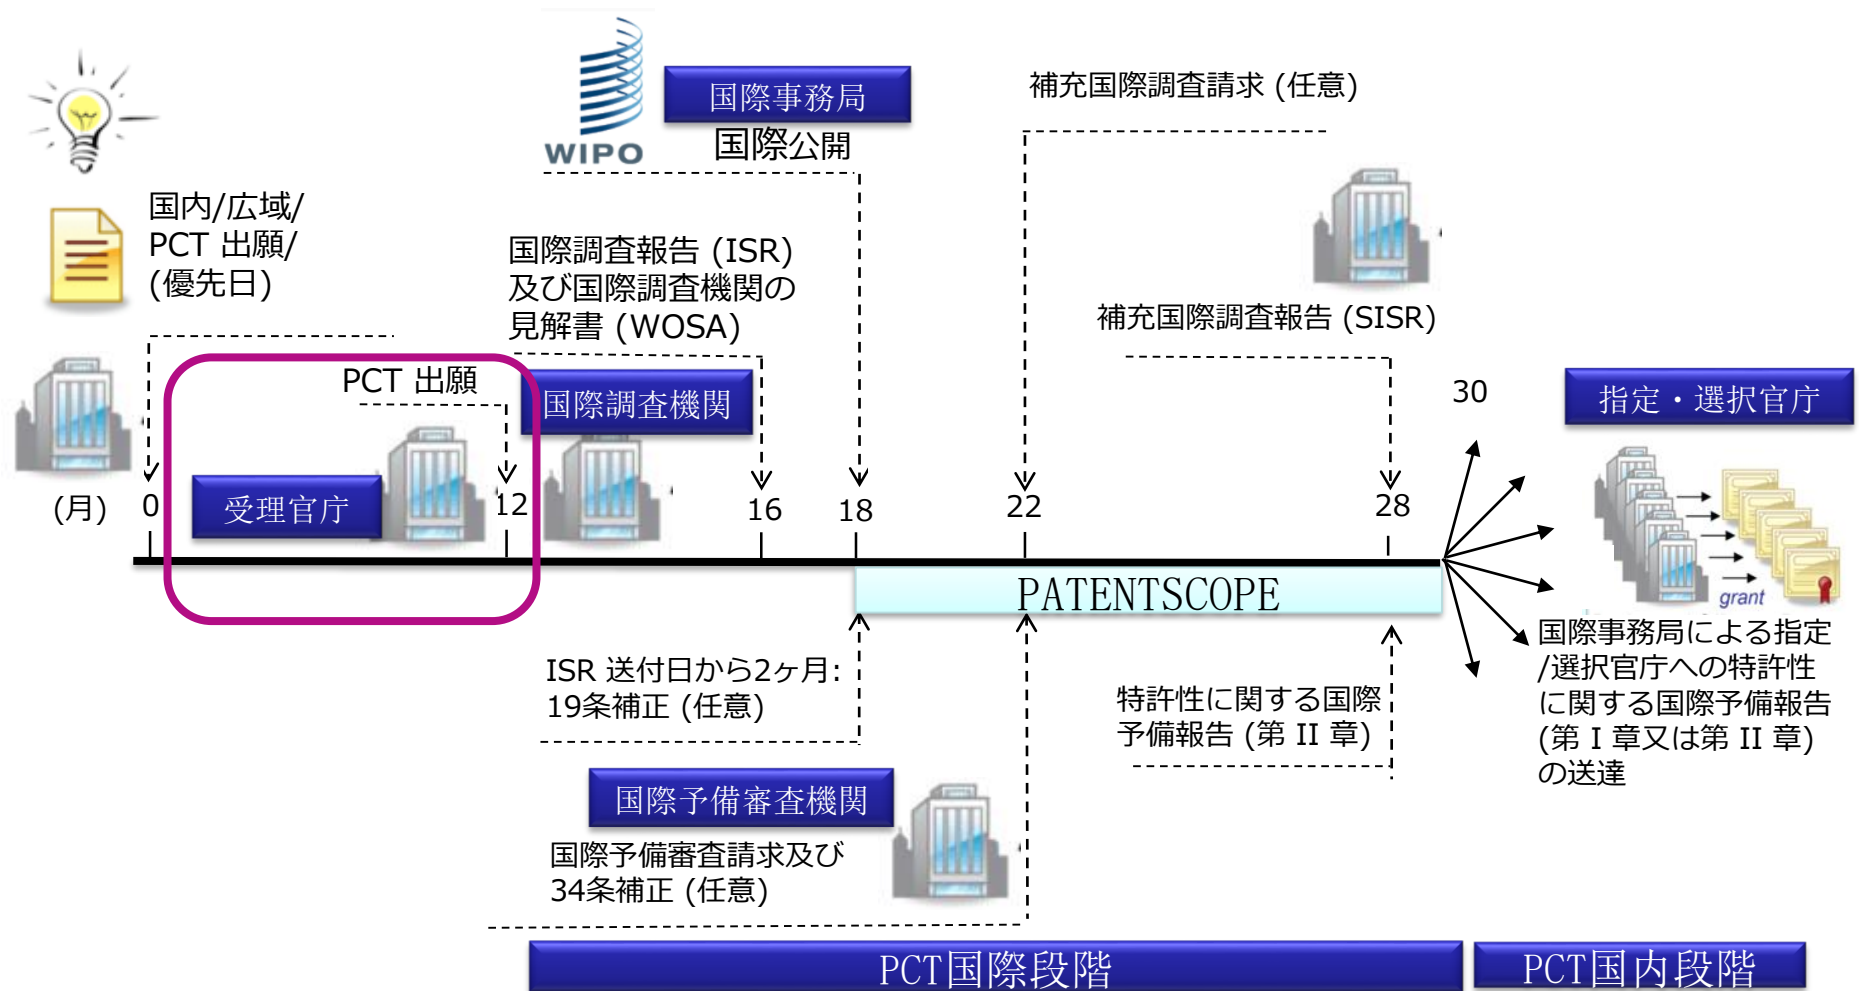 WIPO
国際事務局
国際公開
補充国際調査請求 (任意)
国内/広域/
PCT 出願/
(優先日)
国際調査報告 (ISR)
及び国際調査機関の
見解書 (WOSA)
補充国際調査報告 (SISR)
PCT 出願
国際調査機関
30
指定・選択官庁
(月)
0
受理官庁
12
16
18
22
28
PATENTSCOPE
grant
ISR 送付日から2ヶ月:
19条補正 (任意)
特許性に関する国際
予備報告 (第 II 章)
国際事務局による指定
/選択官庁への特許性
に関する国際予備報告
(第 I 章又は第 II 章)
の送達
国際予備審査機関
国際予備審査請求及び
34条補正 (任意)
PCT国際段階
PCT国内段階